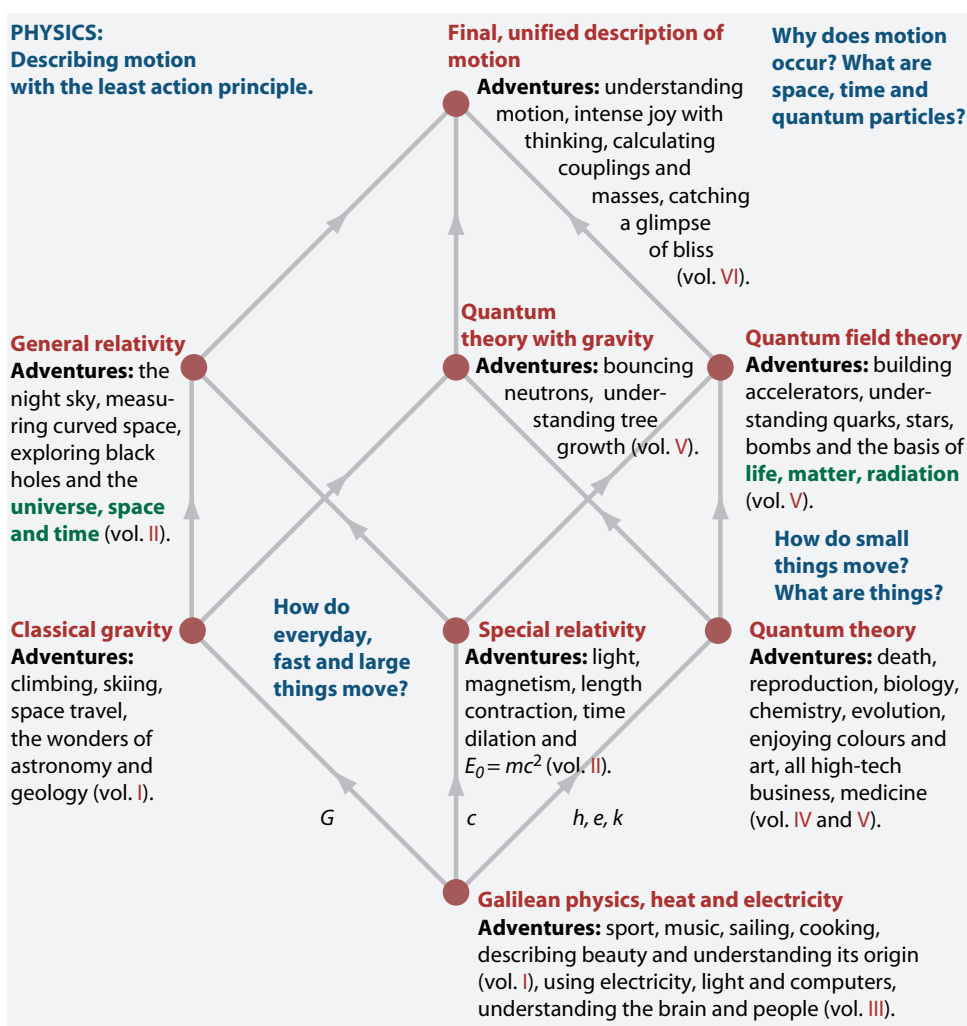 PHYSICS:
Describing motion
with the least action principle.
Final, unified description of
motion
Adventures: understanding
motion, intense joy with
thinking, calculating
couplings and
masses, catching
a glimpse
of bliss
(vol. VI).
Why does motion
occur? What are
space, time and
quantum particles?
General relativity
Adventures: the
night sky, measu-
ring curved space,
exploring black
holes and the
universe, space
and time (vol. II).
Quantum
theory with gravity
Adventures: bouncing
neutrons, under-
standing tree
growth (vol. V).
Quantum field theory
Adventures: building
accelerators, under-
standing quarks, stars,
bombs and the basis of
life, matter, radiation
(vol. V).
How do small
things move?
What are things?
Classical gravity
Adventures:
climbing, skiing,
space travel,
the wonders of
astronomy and
geology (vol. I).
How do
everyday,
fast and large
things move?
Special relativity
Adventures: light,
magnetism, length
contraction, time
dilation and
E₀ = mc² (vol. II).
Quantum theory
Adventures: death,
reproduction, biology,
chemistry, evolution,
enjoying colours and
art, all high-tech
business, medicine
(vol. IV and V).
G
c
h, e, k
Galilean physics, heat and electricity
Adventures: sport, music, sailing, cooking,
describing beauty and understanding its origin
(vol. I), using electricity, light and computers,
understanding the brain and people (vol. III).